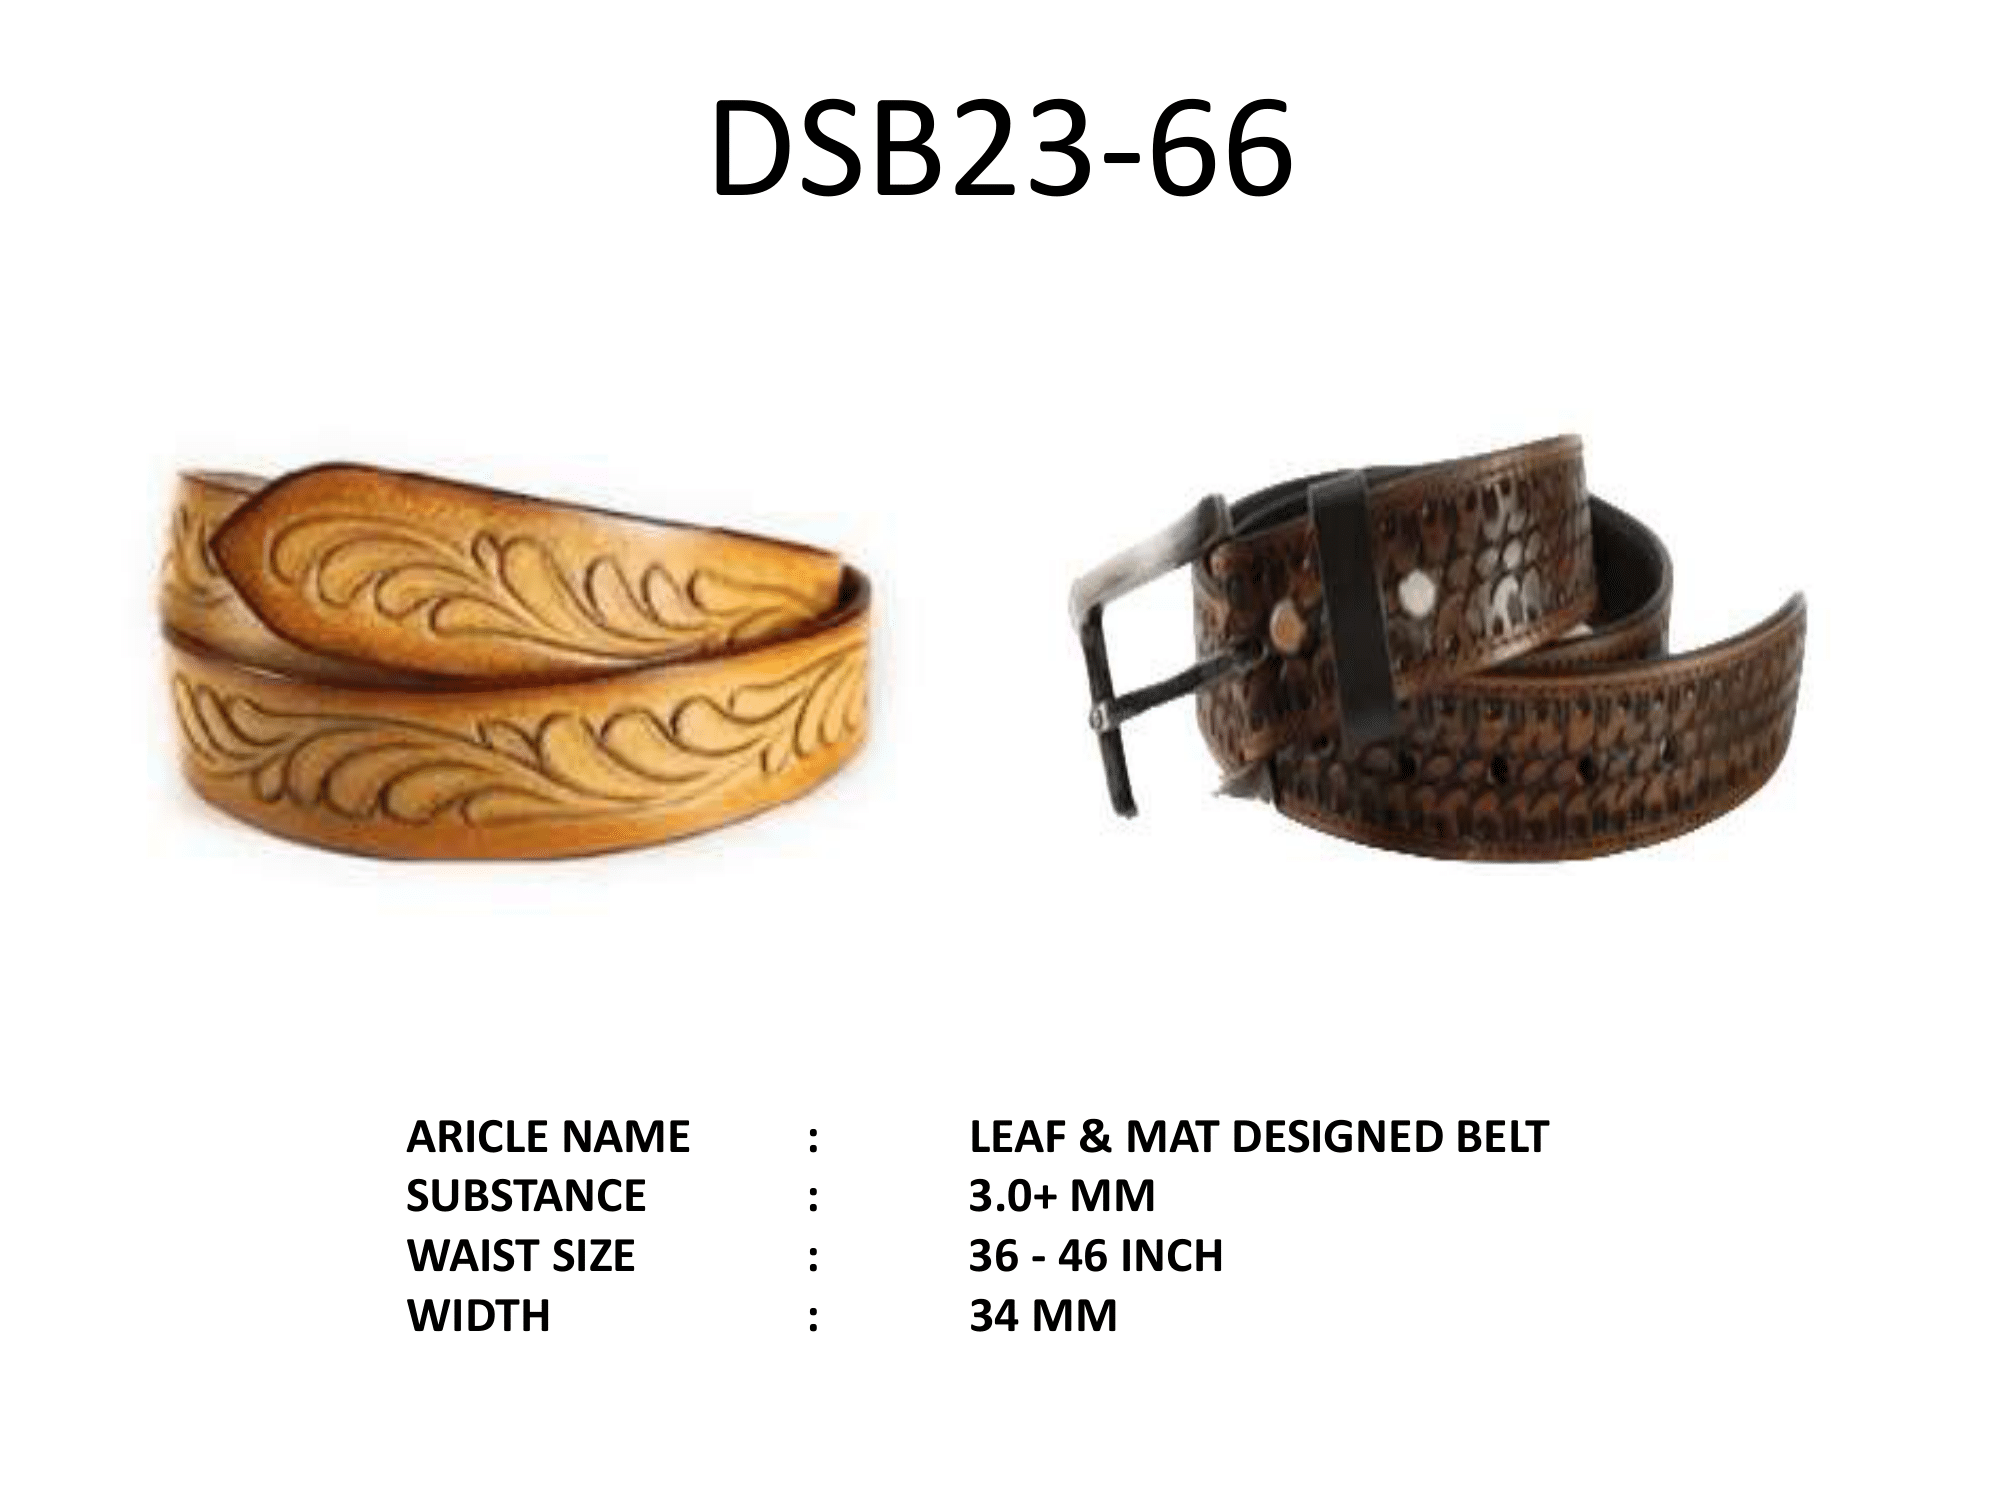 DSB23-66
ARICLE NAME : LEAF & MAT DESIGNED BELT
SUBSTANCE : 3.0+ MM
WAIST SIZE : 36 - 46 INCH
WIDTH : 34 MM